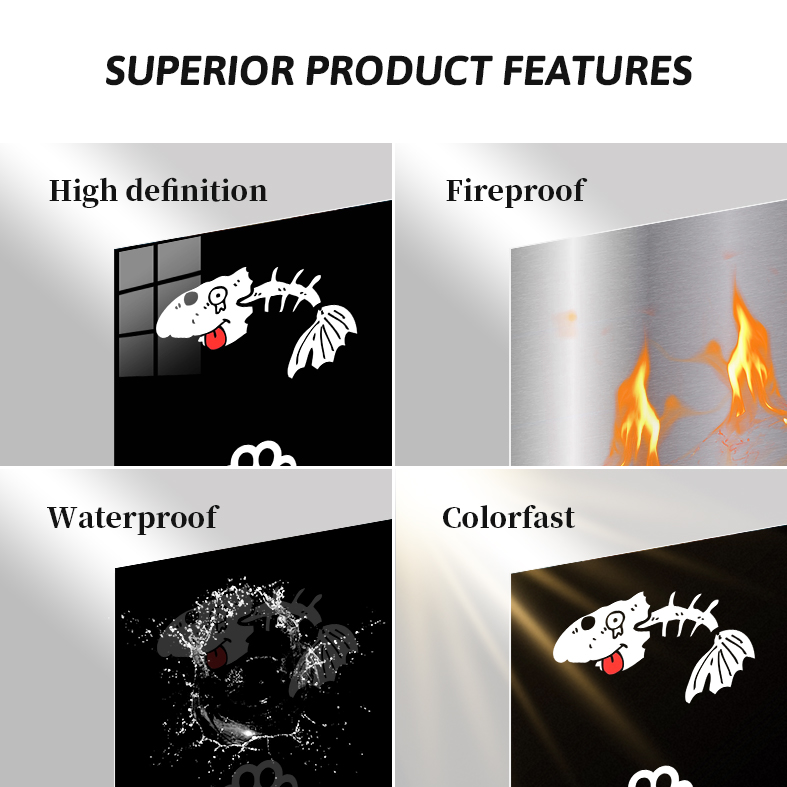 SUPERIOR PRODUCT FEATURES
High definition
Fireproof
Waterproof
Colorfast